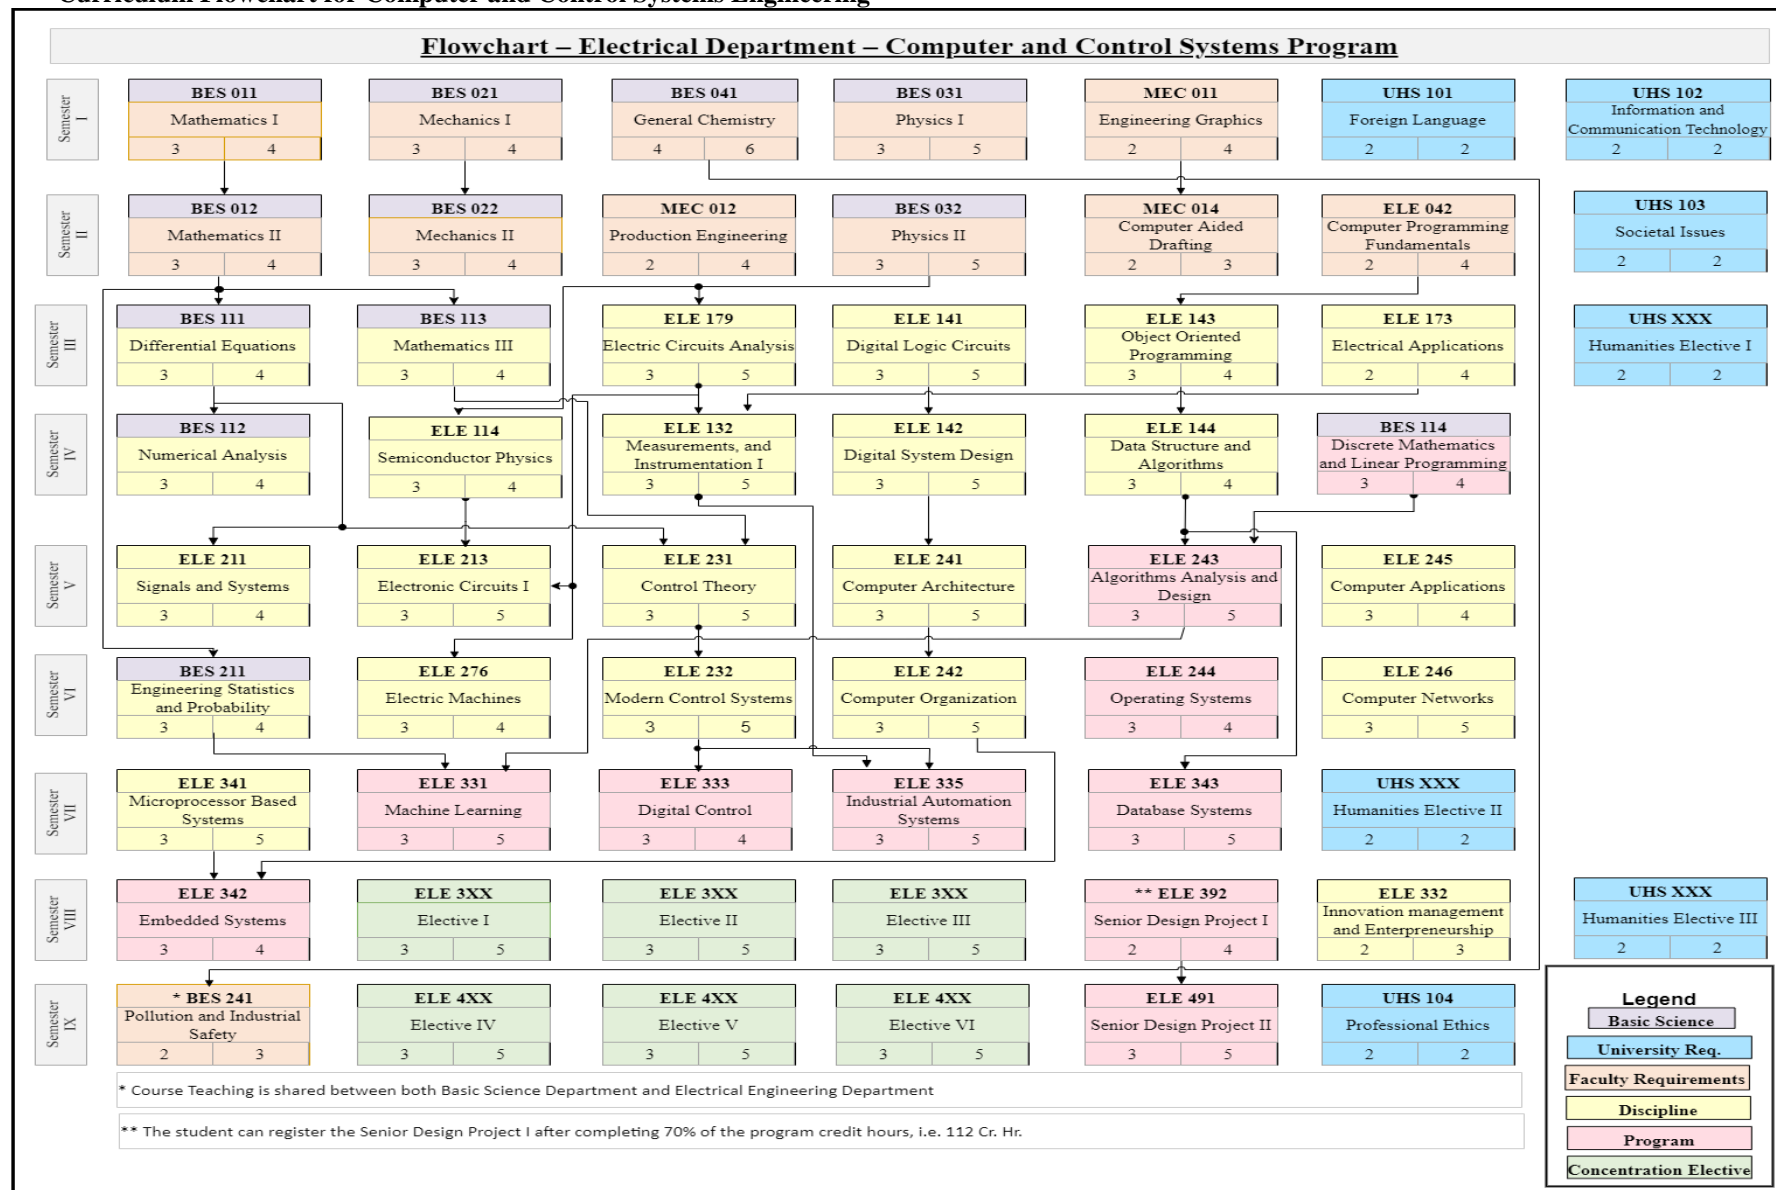 Curriculum Flowchart for Computer and Control Systems Engineering
Flowchart – Electrical Department – Computer and Control Systems Program
Semester
I
BES 011
Mathematics I
3 4
BES 021
Mechanics I
3 4
BES 041
General Chemistry
4 6
BES 031
Physics I
3 5
MEC 011
Engineering Graphics
2 4
UHS 101
Foreign Language
2 2
UHS 102
Information and
Communication Technology
2 2
Semester
II
BES 012
Mathematics II
3 4
BES 022
Mechanics II
3 4
MEC 012
Production Engineering
2 4
BES 032
Physics II
3 5
MEC 014
Computer Aided
Drafting
2 3
ELE 042
Computer Programming
Fundamentals
2 4
UHS 103
Societal Issues
2 2
Semester
III
BES 111
Differential Equations
3 4
BES 113
Mathematics III
3 4
ELE 179
Electric Circuits Analysis
3 5
ELE 141
Digital Logic Circuits
3 5
ELE 143
Object Oriented
Programming
3 4
ELE 173
Electrical Applications
2 4
UHS XXX
Humanities Elective I
2 2
Semester
IV
BES 112
Numerical Analysis
3 4
ELE 114
Semiconductor Physics
3 4
ELE 132
Measurements, and
Instrumentation I
3 5
ELE 142
Digital System Design
3 5
ELE 144
Data Structure and
Algorithms
3 4
BES 114
Discrete Mathematics
and Linear Programming
3 4
Semester
V
ELE 211
Signals and Systems
3 4
ELE 213
Electronic Circuits I
3 5
ELE 231
Control Theory
3 5
ELE 241
Computer Architecture
3 5
ELE 243
Algorithms Analysis and
Design
3 5
ELE 245
Computer Applications
3 4
Semester
VI
BES 211
Engineering Statistics
and Probability
3 4
ELE 276
Electric Machines
3 4
ELE 232
Modern Control Systems
3 5
ELE 242
Computer Organization
3 5
ELE 244
Operating Systems
3 4
ELE 246
Computer Networks
3 5
Semester
VII
ELE 341
Microprocessor Based
Systems
3 5
ELE 331
Machine Learning
3 5
ELE 333
Digital Control
3 4
ELE 335
Industrial Automation
Systems
3 5
ELE 343
Database Systems
3 5
UHS XXX
Humanities Elective II
2 2
Semester
VIII
ELE 342
Embedded Systems
3 4
ELE 3XX
Elective I
3 5
ELE 3XX
Elective II
3 5
ELE 3XX
Elective III
3 5
** ELE 392
Senior Design Project I
2 4
ELE 332
Innovation management
and Enterpreneurship
2 3
UHS XXX
Humanities Elective III
2 2
Semester
IX
* BES 241
Pollution and Industrial
Safety
2 3
ELE 4XX
Elective IV
3 5
ELE 4XX
Elective V
3 5
ELE 4XX
Elective VI
3 5
ELE 491
Senior Design Project II
3 5
UHS 104
Professional Ethics
2 2
Legend
Basic Science
University Req.
Faculty Requirements
Discipline
Program
Concentration Elective
* Course Teaching is shared between both Basic Science Department and Electrical Engineering Department
** The student can register the Senior Design Project I after completing 70% of the program credit hours, i.e. 112 Cr. Hr.